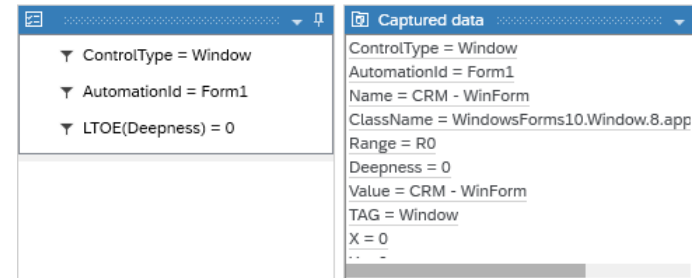 ControlType = Window
AutomationId = Form1
LTOE(Deepness) = 0
Captured data
ControlType = Window
AutomationId = Form1
Name = CRM - WinForm
ClassName = WindowsForms10.Window.8.app
Range = R0
Deepness = 0
Value = CRM - WinForm
TAG = Window
X = 0